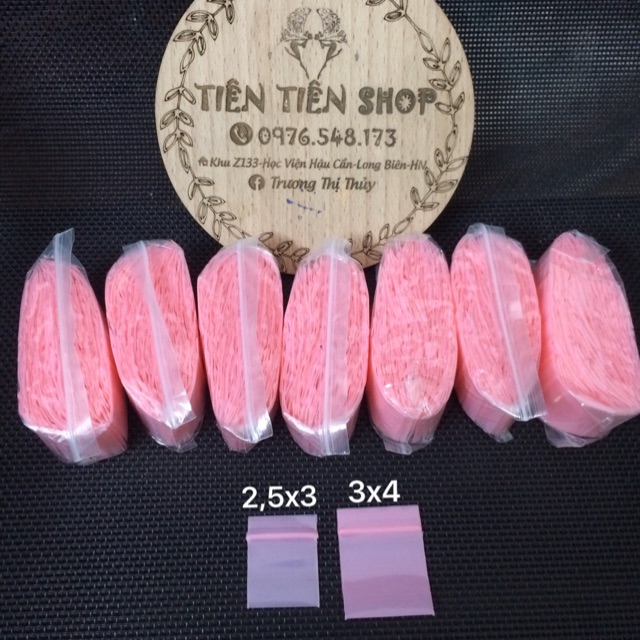 TIÊN TIÊN SHOP
0976.548.173
Khu Z133-Học Viện Hậu Cần-Long Biên-HN
Trương Thị Thủy
2,5x3 3x4